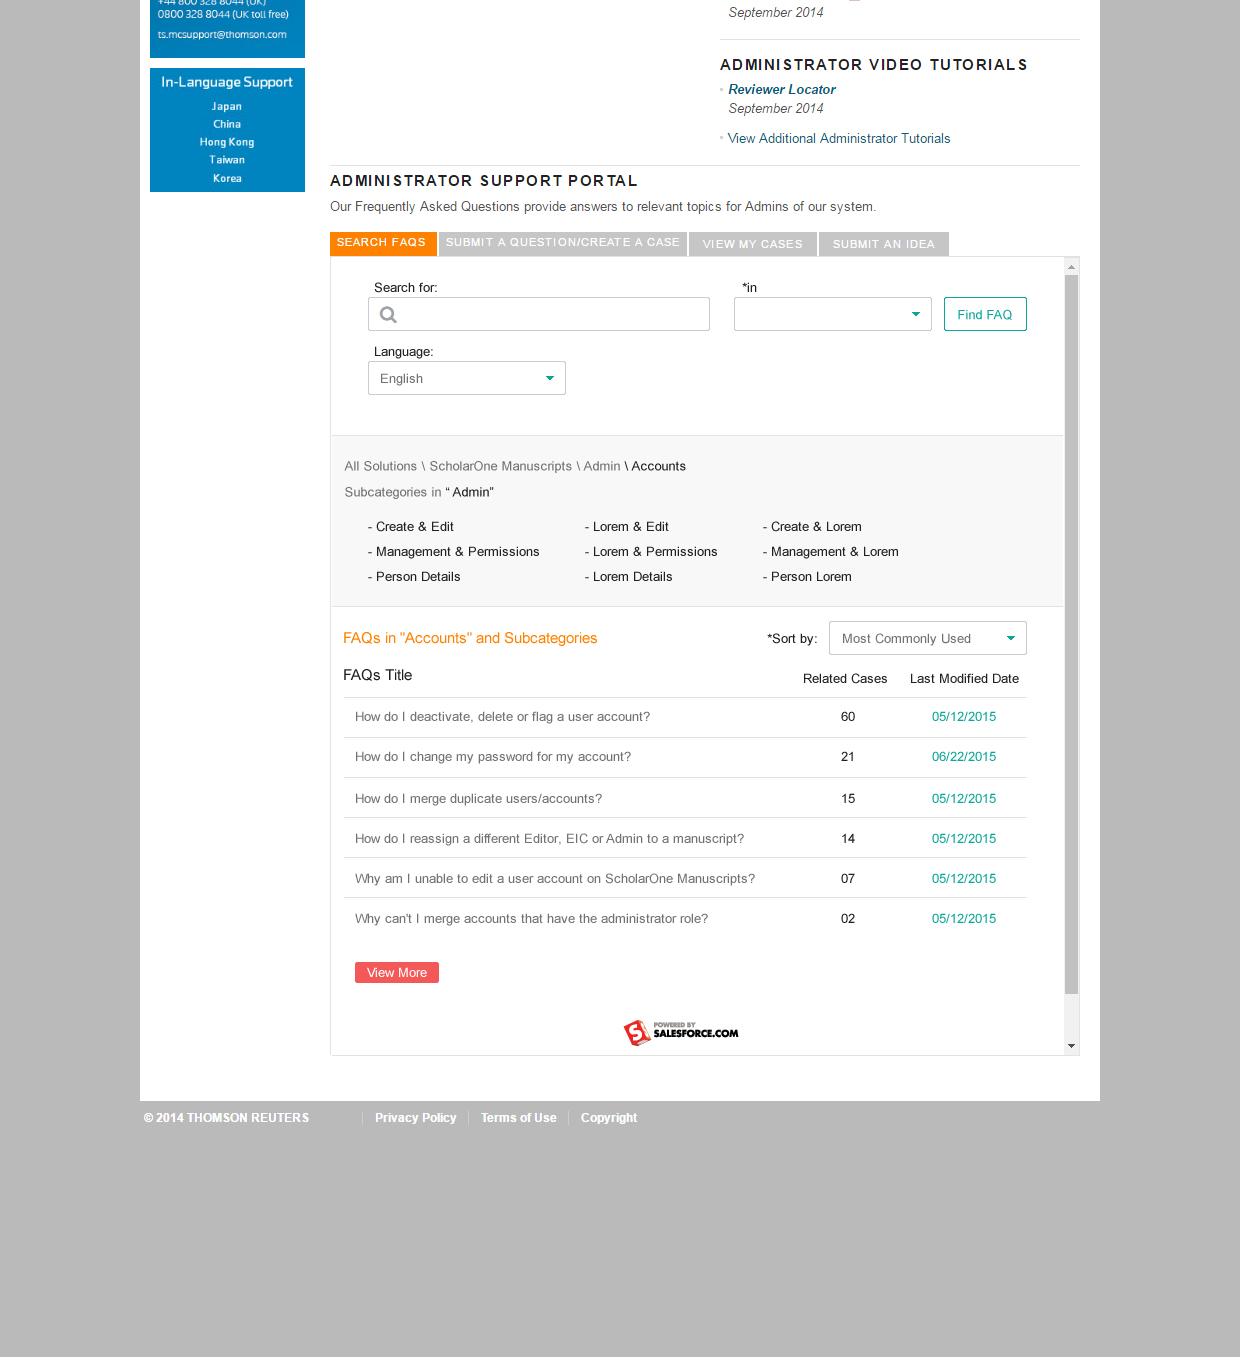 +44 800 328 8044 (UK)
0800 328 8044 (UK toll free)
ts.mcsupport@thomson.com
In-Language Support
Japan
China
Hong Kong
Taiwan
Korea
September 2014
ADMINISTRATOR VIDEO TUTORIALS
Reviewer Locator
September 2014
View Additional Administrator Tutorials
ADMINISTRATOR SUPPORT PORTAL
Our Frequently Asked Questions provide answers to relevant topics for Admins of our system.
SEARCH FAQS SUBMIT A QUESTION/CREATE A CASE VIEW MY CASES SUBMIT AN IDEA
Search for: *in
Find FAQ
Language:
English
All Solutions \ ScholarOne Manuscripts \ Admin \ Accounts
Subcategories in “ Admin”
- Create & Edit - Lorem & Edit - Create & Lorem
- Management & Permissions - Lorem & Permissions - Management & Lorem
- Person Details - Lorem Details - Person Lorem
FAQs in "Accounts" and Subcategories *Sort by: Most Commonly Used
FAQs Title Related Cases Last Modified Date
How do I deactivate, delete or flag a user account? 60 05/12/2015
How do I change my password for my account? 21 06/22/2015
How do I merge duplicate users/accounts? 15 05/12/2015
How do I reassign a different Editor, EIC or Admin to a manuscript? 14 05/12/2015
Why am I unable to edit a user account on ScholarOne Manuscripts? 07 05/12/2015
Why can't I merge accounts that have the administrator role? 02 05/12/2015
View More
S POWERED BY
SALESFORCE.COM
© 2014 THOMSON REUTERS Privacy Policy Terms of Use Copyright